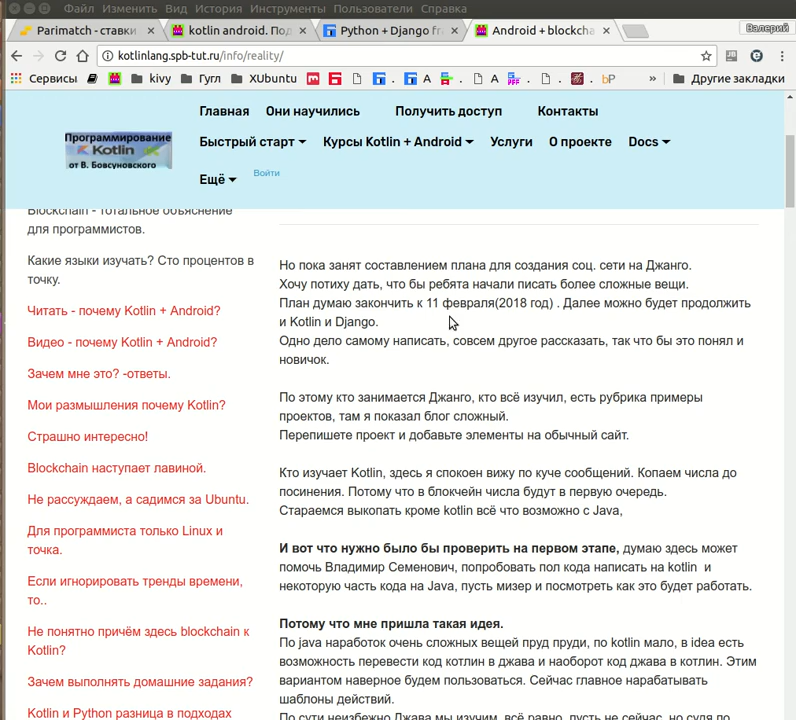 Файл Изменить Вид История Инструменты Пользователи Справка
Parimatch - ставки
kotlin android. По
Python + Django fr
Android + blockcha
Валерий
kotlinlang.spb-tut.ru/info/reality/
Сервисы
kivy
Гугл
XUbuntu
A
A
bP
»
Другие закладки
Программирование
Kotlin
от В. Бовсуновского
Главная Они научились Получить доступ Контакты
Быстрый старт Курсы Kotlin + Android Услуги О проекте Docs
Ещё Войти
Blockchain - тотальное объяснение
для программистов.
Какие языки изучать? Сто процентов в
точку.
Читать - почему Kotlin + Android?
Видео - почему Kotlin + Android?
Зачем мне это? -ответы.
Мои размышления почему Kotlin?
Страшно интересно!
Blockchain наступает лавиной.
Не рассуждаем, а садимся за Ubuntu.
Для программиста только Linux и
точка.
Если игнорировать тренды времени,
то..
Не понятно причём здесь blockchain к
Kotlin?
Зачем выполнять домашние задания?
Kotlin и Python разница в подходах
Но пока занят составлением плана для создания соц. сети на Джанго.
Хочу потиху дать, что бы ребята начали писать более сложные вещи.
План думаю закончить к 11 февраля(2018 год) . Далее можно будет продолжить
и Kotlin и Django.
Одно дело самому написать, совсем другое рассказать, так что бы это понял и
новичок.
По этому кто занимается Джанго, кто всё изучил, есть рубрика примеры
проектов, там я показал блог сложный.
Перепишете проект и добавьте элементы на обычный сайт.
Кто изучает Kotlin, здесь я спокоен вижу по куче сообщений. Копаем числа до
посинения. Потому что в блокчейн числа будут в первую очередь.
Стараемся выкопать кроме kotlin всё что возможно с Java,
И вот что нужно было бы проверить на первом этапе, думаю здесь может
помочь Владимир Семенович, попробовать пол кода написать на kotlin и
некоторую часть кода на Java, пусть мизер и посмотреть как это будет работать.
Потому что мне пришла такая идея.
По java наработок очень сложных вещей пруд пруди, по kotlin мало, в idea есть
возможность перевести код котлин в джава и наоборот код джава в котлин. Этим
вариантом наверное будем пользоваться. Сейчас главное нарабатывать
шаблоны действий.
По сути неизбежно Джава мы изучим, всё равно, пусть не сейчас, но судя по